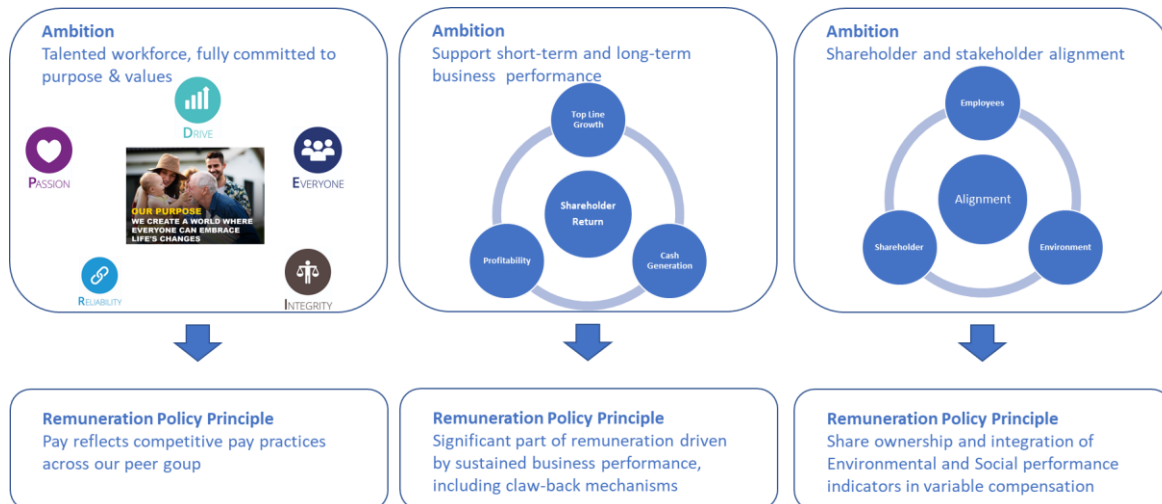 Ambition
Talented workforce, fully committed to
purpose & values
DRIVE
PASSION
EVERYONE
OUR PURPOSE
WE CREATE A WORLD WHERE
EVERYONE CAN EMBRACE
LIFE'S CHANGES
RELIABILITY
INTEGRITY
Ambition
Support short-term and long-term
business performance
Top Line
Growth
Shareholder
Return
Profitability
Cash
Generation
Ambition
Shareholder and stakeholder alignment
Employees
Alignment
Shareholder
Environment
Remuneration Policy Principle
Pay reflects competitive pay practices
across our peer goup
Remuneration Policy Principle
Significant part of remuneration driven
by sustained business performance,
including claw-back mechanisms
Remuneration Policy Principle
Share ownership and integration of
Environmental and Social performance
indicators in variable compensation